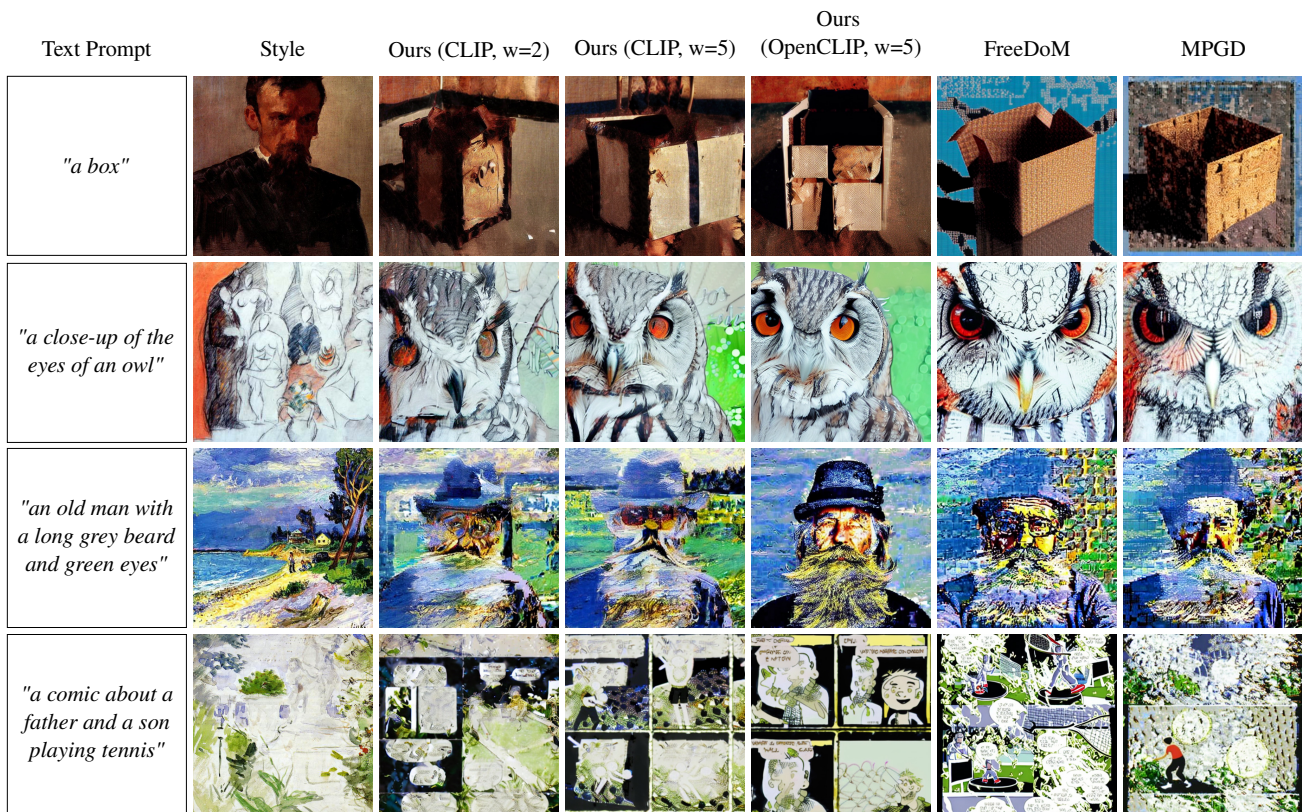 Text Prompt
Style
Ours (CLIP, w=2)
Ours (CLIP, w=5)
Ours
(OpenCLIP, w=5)
FreeDoM
MPGD
"a box"
"a close-up of the
eyes of an owl"
"an old man with
a long grey beard
and green eyes"
"a comic about a
father and a son
playing tennis"